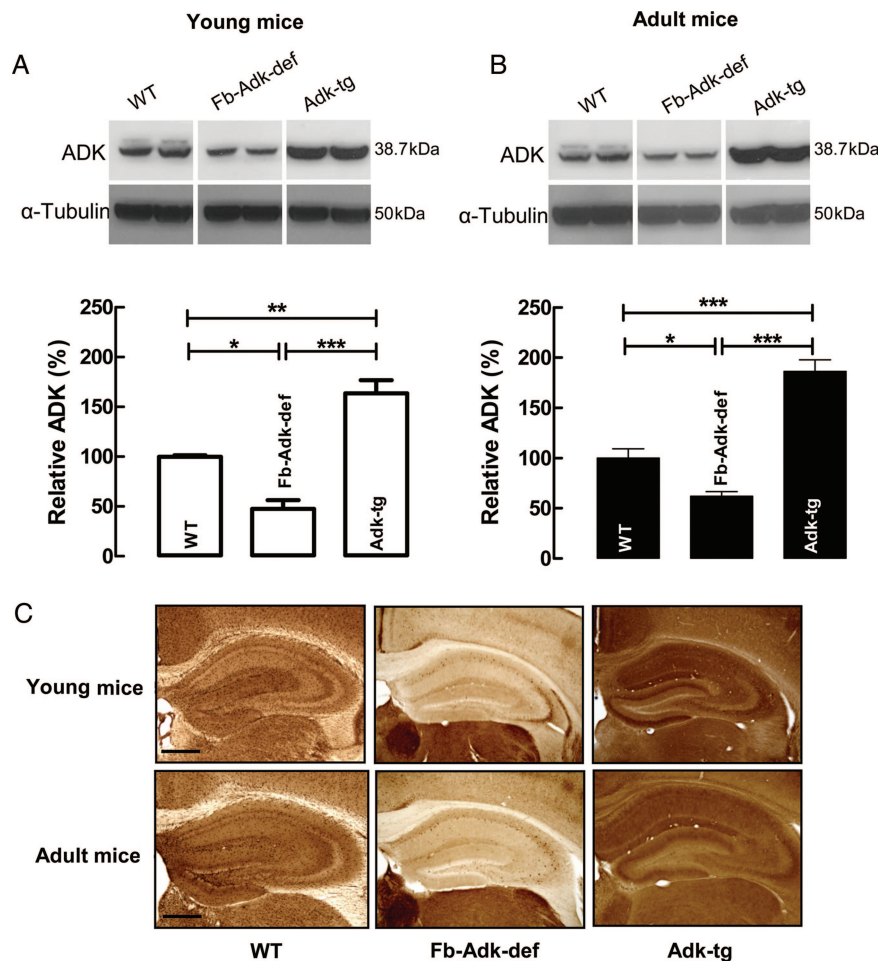 Young mice
Adult mice
A
WT
Fb-Adk-def
Adk-tg
ADK
38.7kDa
α-Tubulin
50kDa
B
WT
Fb-Adk-def
Adk-tg
ADK
38.7kDa
α-Tubulin
50kDa
Relative ADK (%)
250
200
150
100
50
0
**
*
***
WT
Fb-Adk-def
Adk-tg
Relative ADK (%)
250
200
150
100
50
0
***
*
***
WT
Fb-Adk-def
Adk-tg
C
Young mice
Adult mice
WT
Fb-Adk-def
Adk-tg